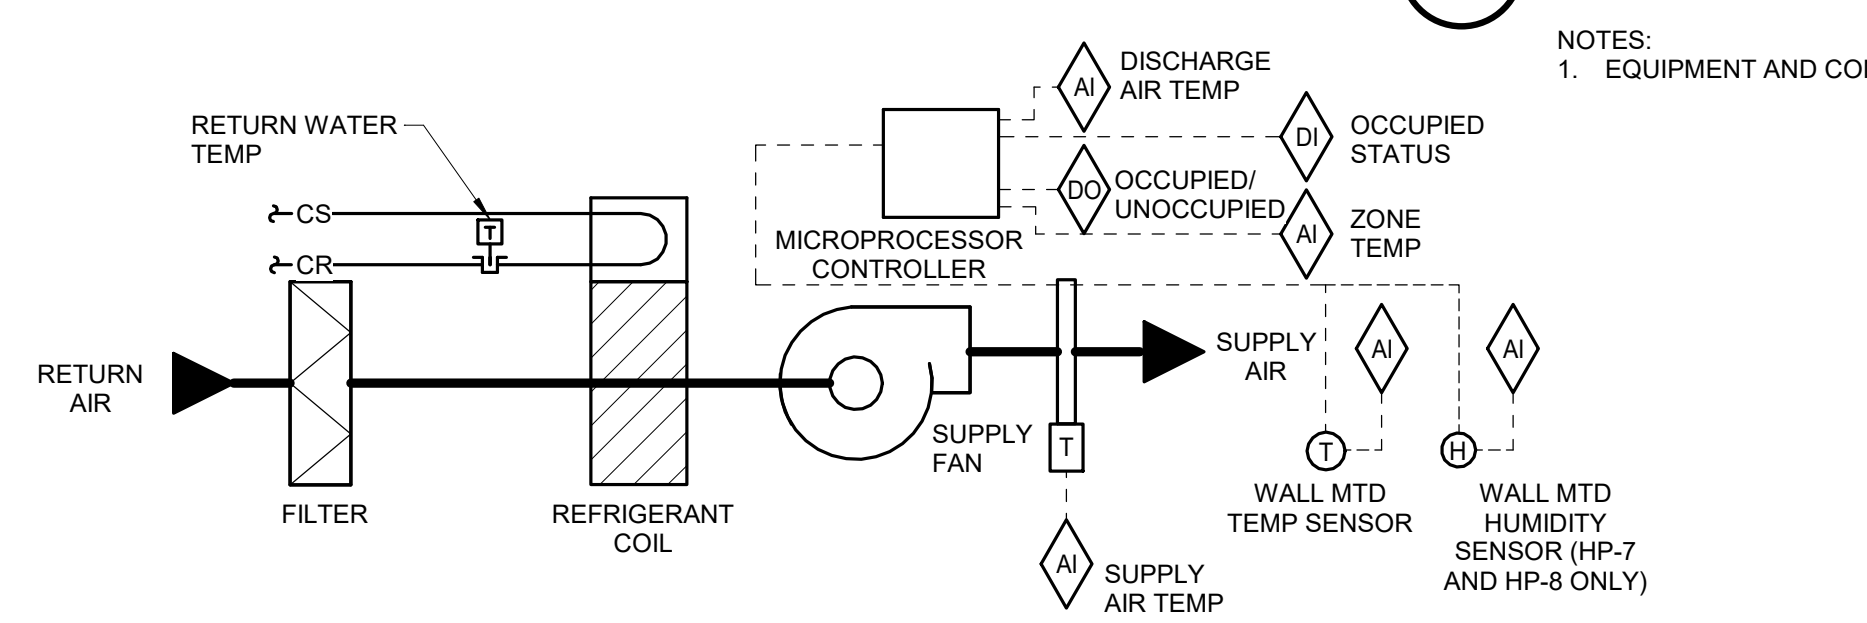 NOTES:
1. EQUIPMENT AND CO
DISCHARGE
AIR TEMP
AI
RETURN WATER
TEMP
DI
OCCUPIED
STATUS
DO
OCCUPIED/
UNOCCUPIED
AI
ZONE
TEMP
CS
T
CR
MICROPROCESSOR
CONTROLLER
RETURN
AIR
SUPPLY
AIR
AI
AI
SUPPLY
FAN
T
T
H
FILTER
REFRIGERANT
COIL
WALL MTD
TEMP SENSOR
WALL MTD
HUMIDITY
SENSOR (HP-7
AND HP-8 ONLY)
AI
SUPPLY
AIR TEMP